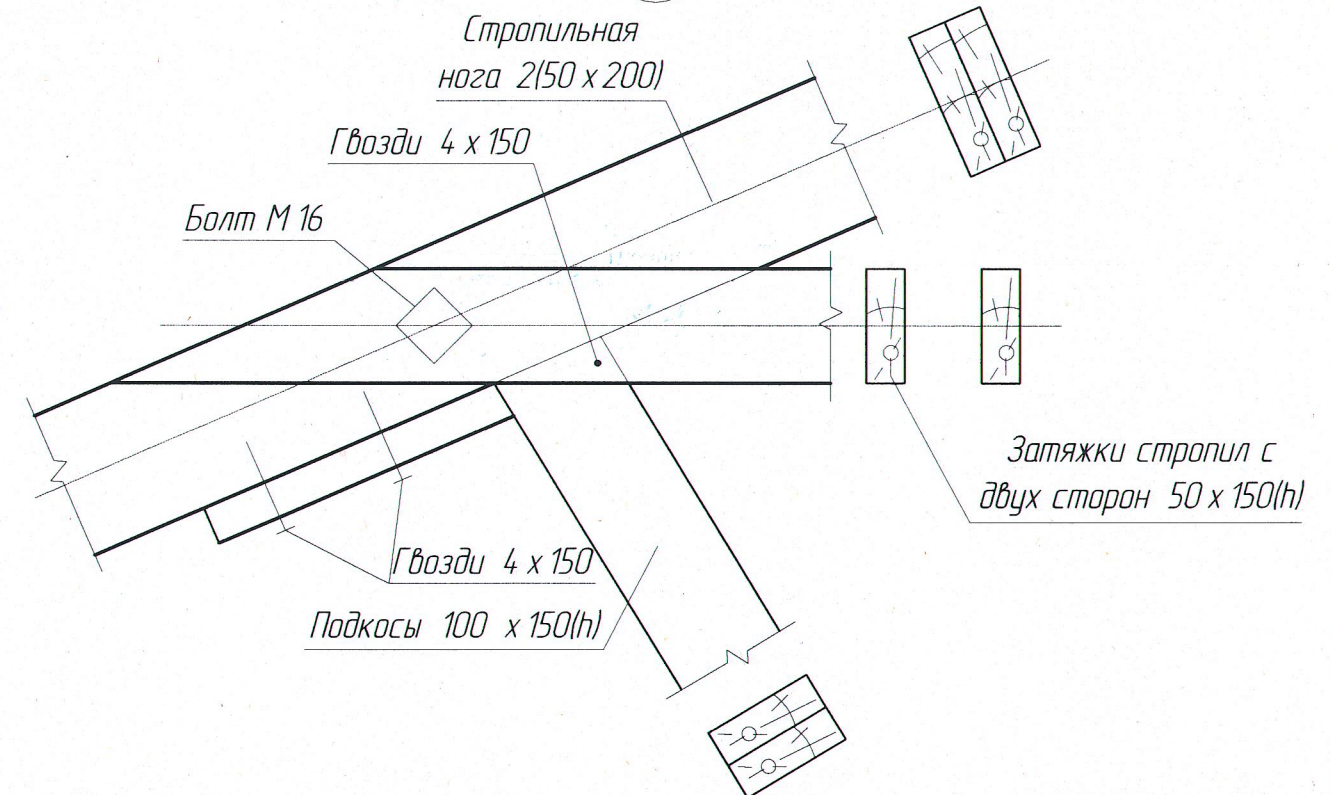 Стропильная
нога 2(50 х 200)
Гвозди 4 х 150
Болт М 16
Затяжки стропил с
двух сторон 50 х 150(h)
Гвозди 4 х 150
Подкосы 100 х 150(h)